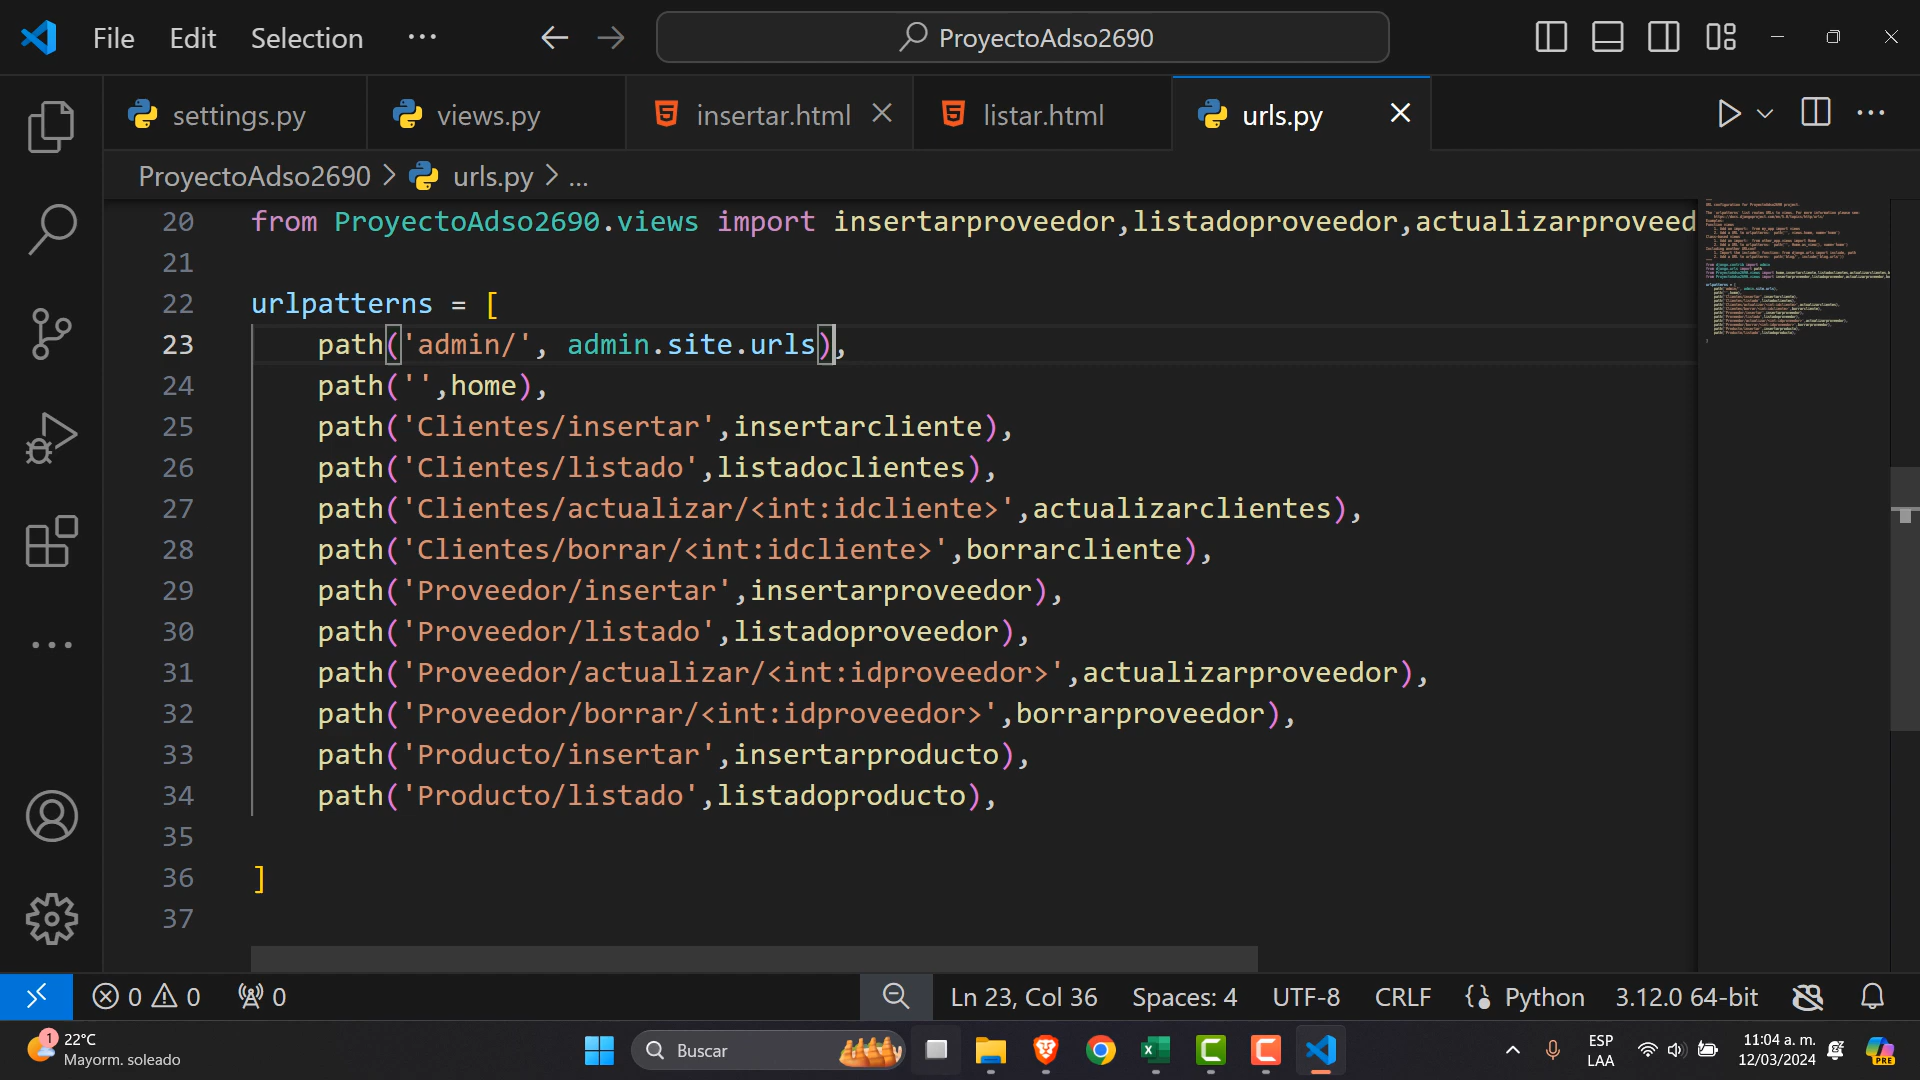 File Edit Selection ··· ProyectoAdso2690
settings.py views.py insertar.html listar.html urls.py
ProyectoAdso2690 > urls.py > ...
20 from ProyectoAdso2690.views import insertarproveedor,listadoproveedor,actualizarproveed
21
22 urlpatterns = [
23 path('admin/', admin.site.urls),
24 path('',home),
25 path('Clientes/insertar',insertarcliente),
26 path('Clientes/listado',listadoclientes),
27 path('Clientes/actualizar/<int:idcliente>',actualizarclientes),
28 path('Clientes/borrar/<int:idcliente>',borrarcliente),
29 path('Proveedor/insertar',insertarproveedor),
30 path('Proveedor/listado',listadoproveedor),
31 path('Proveedor/actualizar/<int:idproveedor>',actualizarproveedor),
32 path('Proveedor/borrar/<int:idproveedor>',borrarproveedor),
33 path('Producto/insertar',insertarproducto),
34 path('Producto/listado',listadoproducto),
35
36 ]
37
0 0 0 Ln 23, Col 36 Spaces: 4 UTF-8 CRLF Python 3.12.0 64-bit
1 22°C
Mayorm. soleado
Buscar
ESP
LAA
11:04 a. m.
12/03/2024
PRE